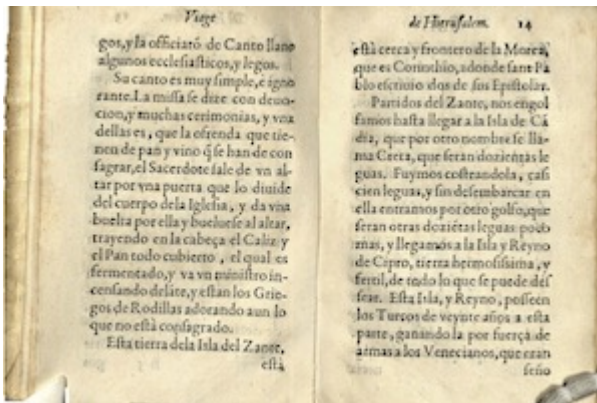 Viage
gos, y la officiarõ de Canto llano
algunos ecclesiasticos, y legos.
Su canto es muy simple, e igno
rante. La missa se dize con deuo-
cion, y muchas cerimonias, y vna
dellas es, que la ofrenda que tie-
nen de pan y vino q̃ se han de con
sagrar, el Sacerdote sale de vn al-
tar por vna puerta que lo diuide
del cuerpo de la Iglesia, y da vna
buelta por ella y bueluese al altar,
trayendo en la cabeça el Caliz y
el Pan todo cubierto, el qual es
fermentado, y va vn ministro in-
censando delãte, y estan los Grie-
gos de Rodillas adorando aun lo
que no està consagrado.
Esta tierra dela Isla del Zante,
està
de Hierusalem. 14
està cerca y frontero de la Morea,
que es Corinthio, adonde sant Pa
blo escriuio dos de sus Epistolas.
Partidos del Zante, nos engol
famos hasta llegar a la Isla de Cã
dia, que por otro nombre se lla-
ma Creta, que seran dozientas le
guas. Fuymos costeandola, casi
cien leguas, y sin desembarcar en
ella entramos por otro golfo, que
seran otras doziẽtas leguas poco
mas, y llegamos a la Isla y Reyno
de Cipro, tierra hermosissima, y
fertil, de todo lo que se puede des
sear. Esta Isla, y Reyno, posseen
los Turcos de veynte años a esta
parte, ganando la por fuerça de
armas a los Venecianos, que eran
seño